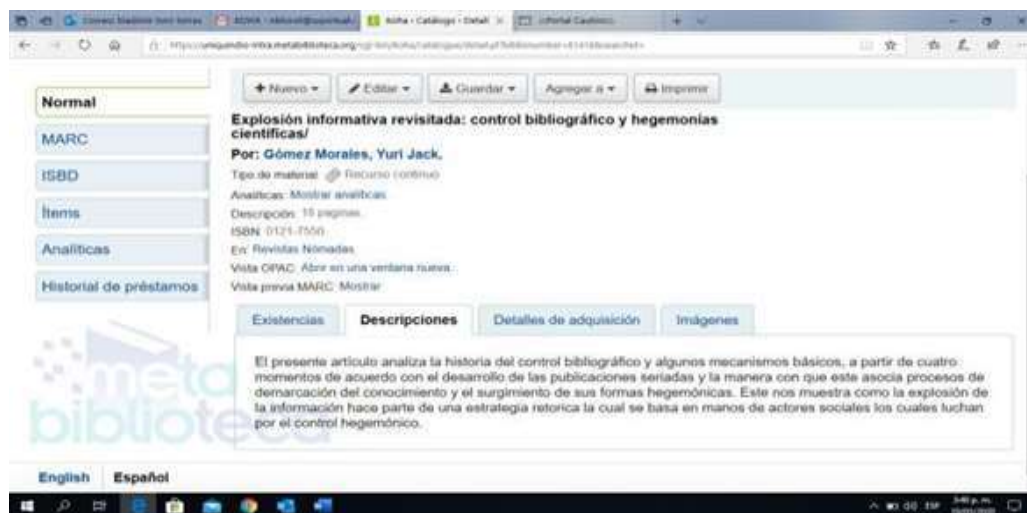 Koha › Catálogo › Detall
Normal
MARC
ISBD
Ítems
Analíticas
Historial de préstamos
+ Nuevo
Editar
Guardar
Agregar a
Imprimir
Explosión informativa revisitada: control bibliográfico y hegemonías
científicas/
Por: Gómez Morales, Yuri Jack,
Tipo de material: Recurso continuo
Analíticas: Mostrar analíticas
Descripción: páginas.
ISBN: 0121-7550
En: Revistas Nómadas
Vista OPAC: Abrir en una ventana nueva.
Vista previa MARC: Mostrar
Existencias
Descripciones
Detalles de adquisición
Imágenes
El presente artículo analiza la historia del control bibliográfico y algunos mecanismos básicos, a partir de cuatro
momentos de acuerdo con el desarrollo de las publicaciones seriadas y la manera con que este asocia procesos de
demarcación del conocimiento y el surgimiento de sus formas hegemónicas. Este nos muestra como la explosión de
la información hace parte de una estrategia retorica la cual se basa en manos de actores sociales los cuales luchan
por el control hegemónico.
meta
biblioteca
English Español
ESP
5:40 p. m.